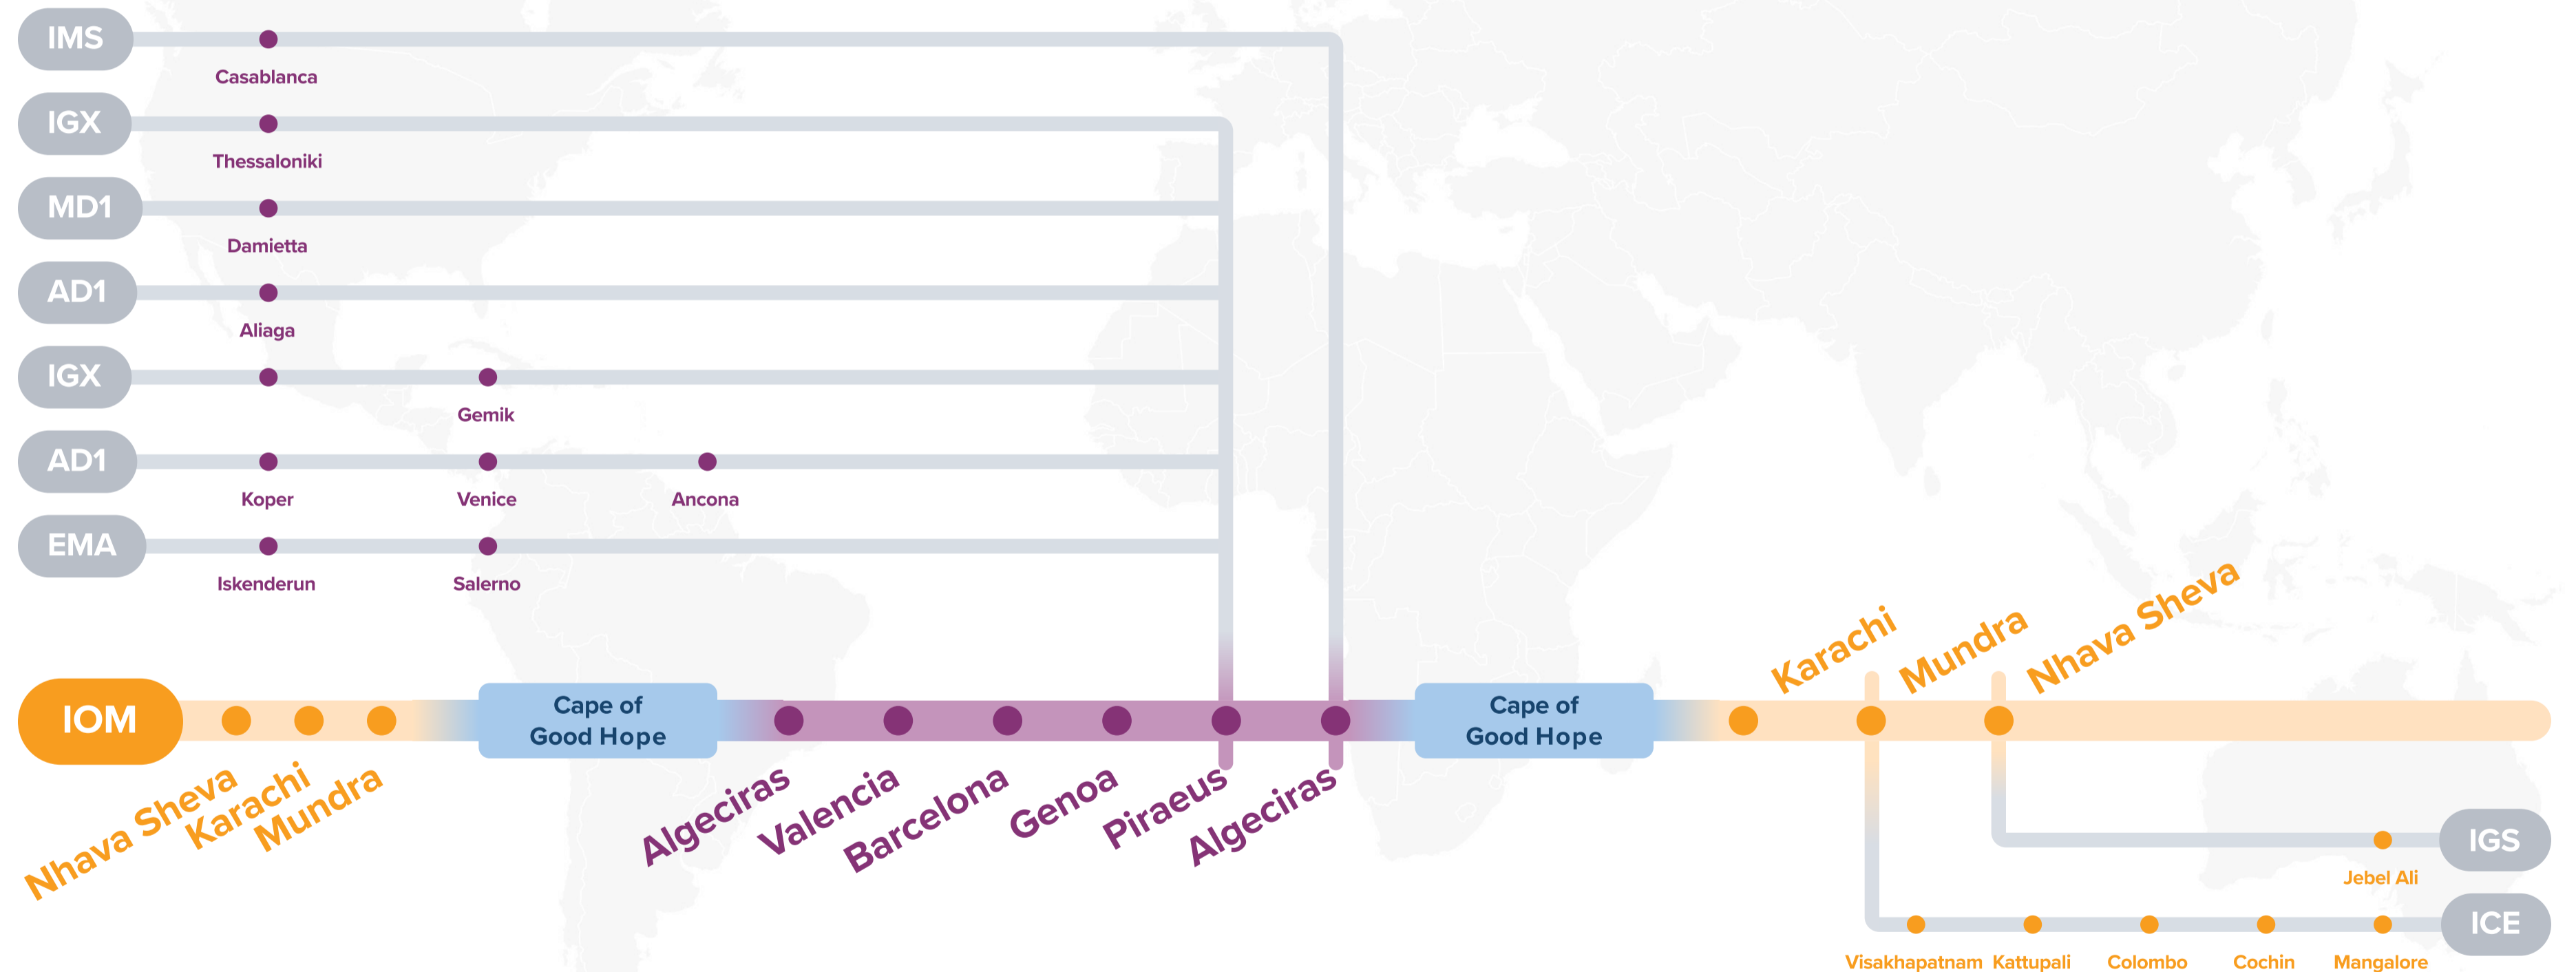 IMS
Casablanca
IGX
Thessaloniki
MD1
Damietta
AD1
Aliaga
IGX
Gemik
AD1
Koper
Venice
Ancona
EMA
Iskenderun
Salerno
IOM
Nhava Sheva
Karachi
Mundra
Cape of
Good Hope
Algeciras
Valencia
Barcelona
Genoa
Piraeus
Algeciras
Cape of
Good Hope
Karachi
Mundra
Nhava Sheva
IGS
Jebel Ali
ICE
Visakhapatnam
Kattupali
Colombo
Cochin
Mangalore